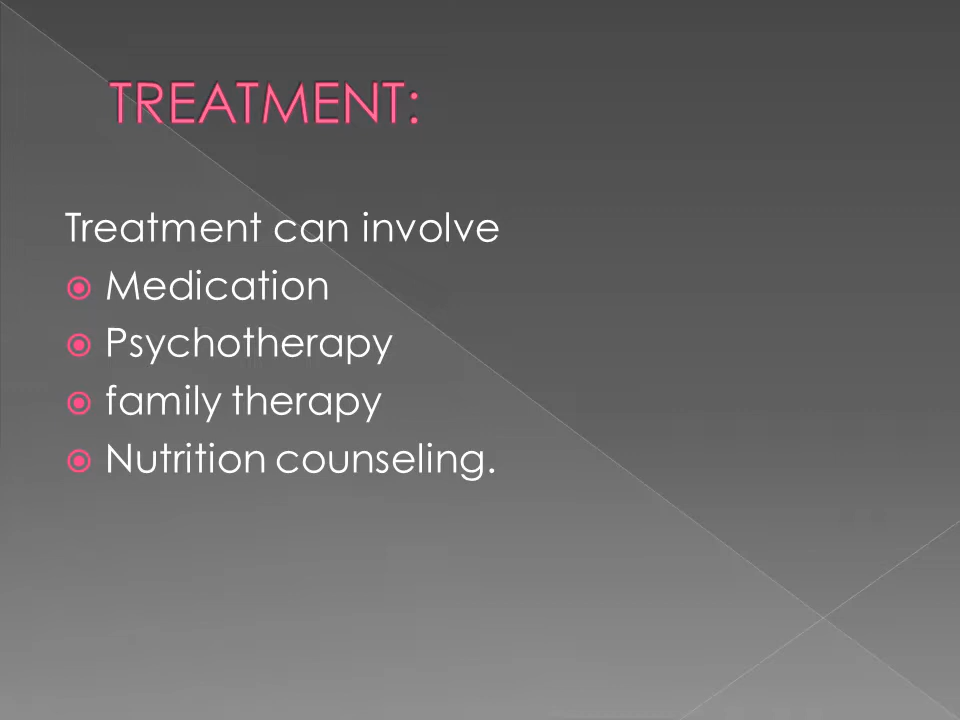 TREATMENT:
Treatment can involve
Medication
Psychotherapy
family therapy
Nutrition counseling.